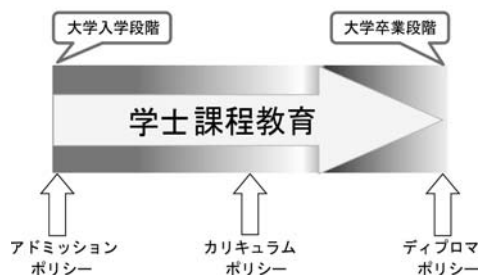 大学入学段階
大学卒業段階
学士課程教育
アドミッション
ポリシー
カリキュラム
ポリシー
ディプロマ
ポリシー